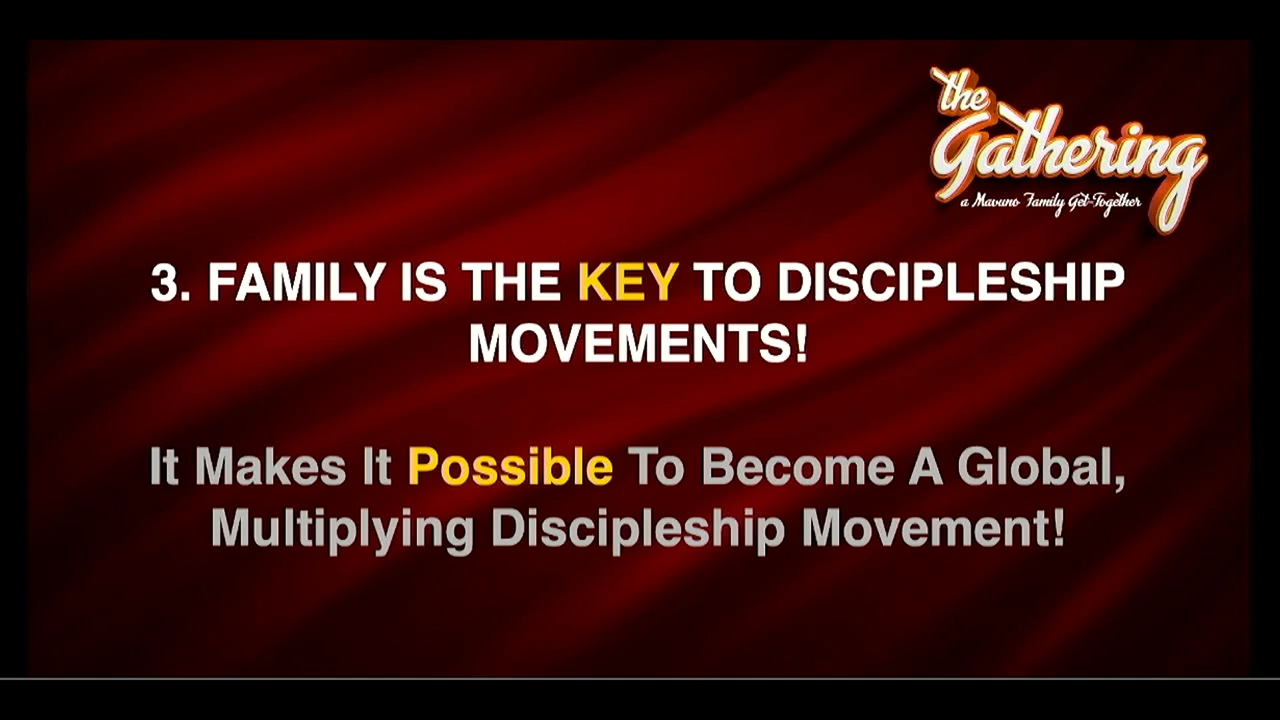 the
Gathering
a Mavuno Family Get-Together
3. FAMILY IS THE KEY TO DISCIPLESHIP
MOVEMENTS!
It Makes It Possible To Become A Global,
Multiplying Discipleship Movement!